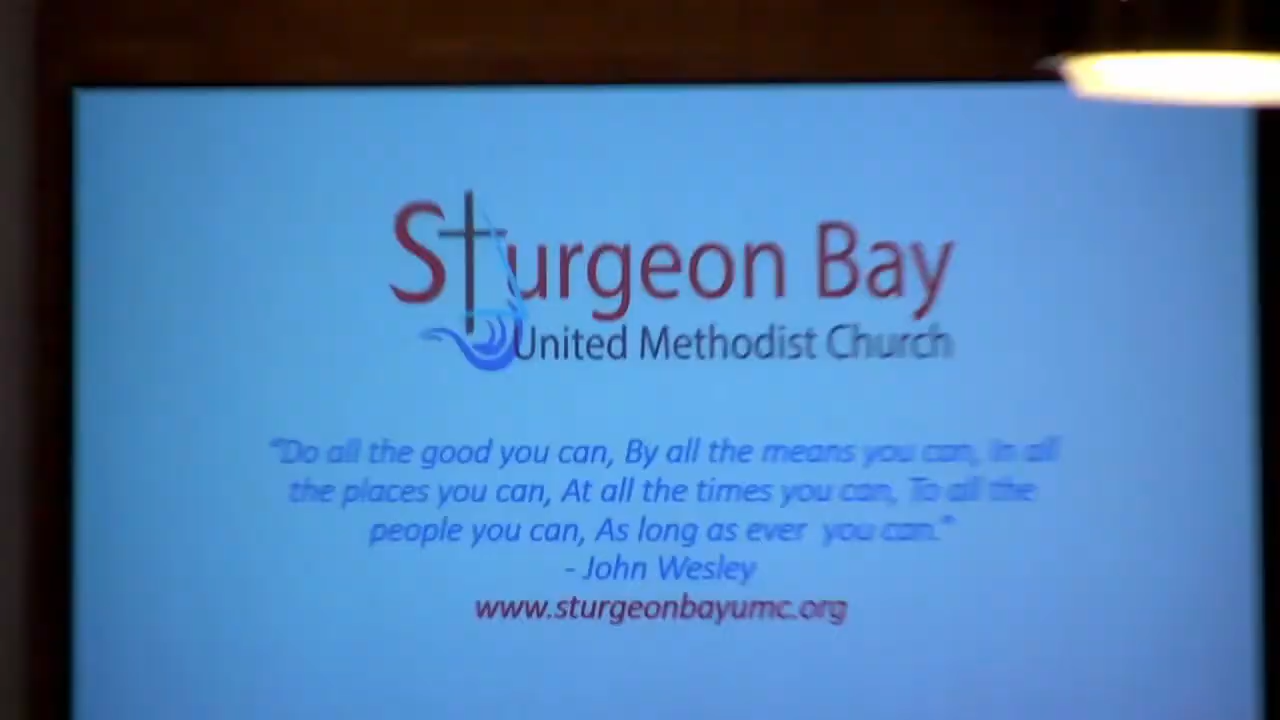 Sturgeon Bay
United Methodist Church
"Do all the good you can, By all the means you can, In all
the places you can, At all the times you can, To all the
people you can, As long as ever you can."
- John Wesley
www.sturgeonbayumc.org